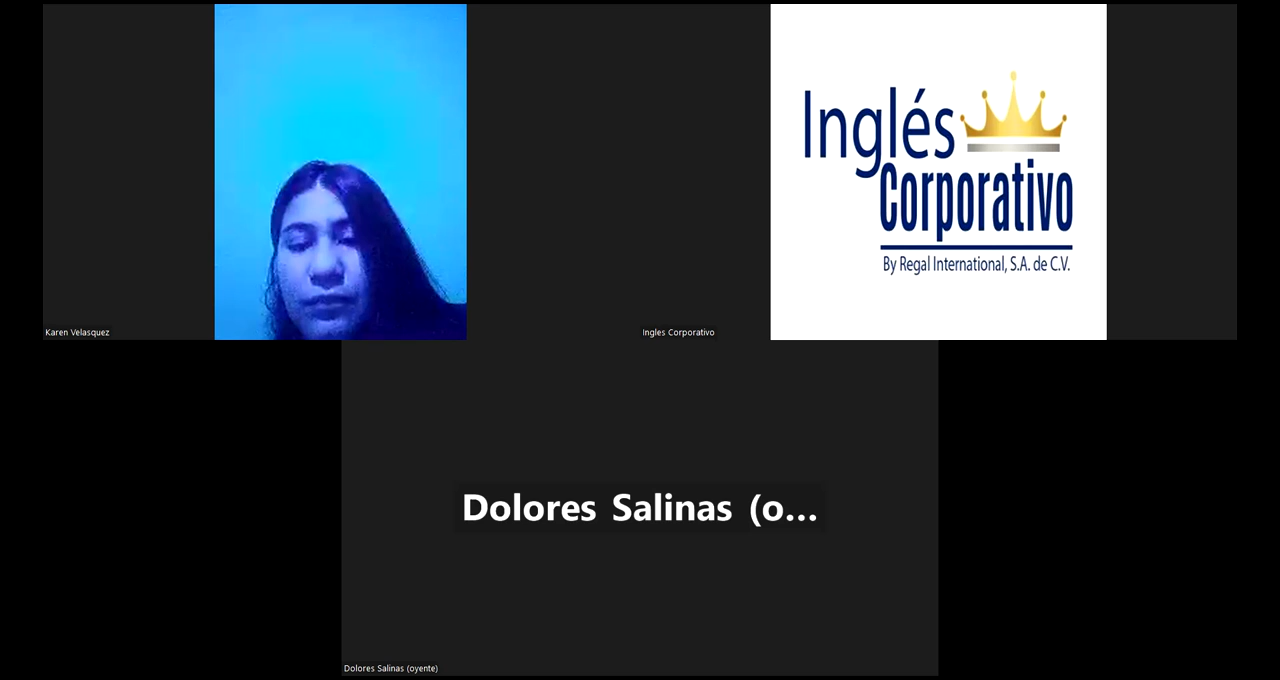 Inglés
Corporativo
By Regal International, S.A. de C.V.
Karen Velasquez
Ingles Corporativo
Dolores Salinas (o...
Dolores Salinas (oyente)